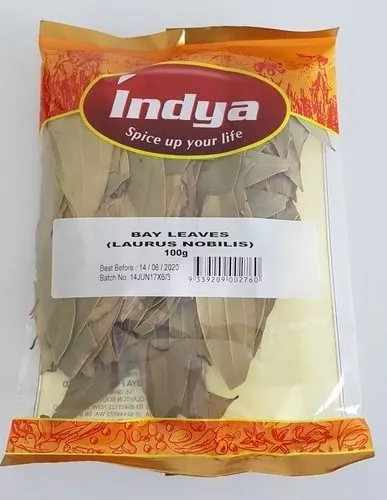 Indya
Spice up your life
BAY LEAVES
(LAURUS NOBILIS)
100g
Best Before : 14 / 06 / 2020
Batch No 14JUN17X6/3
9 339209 002760